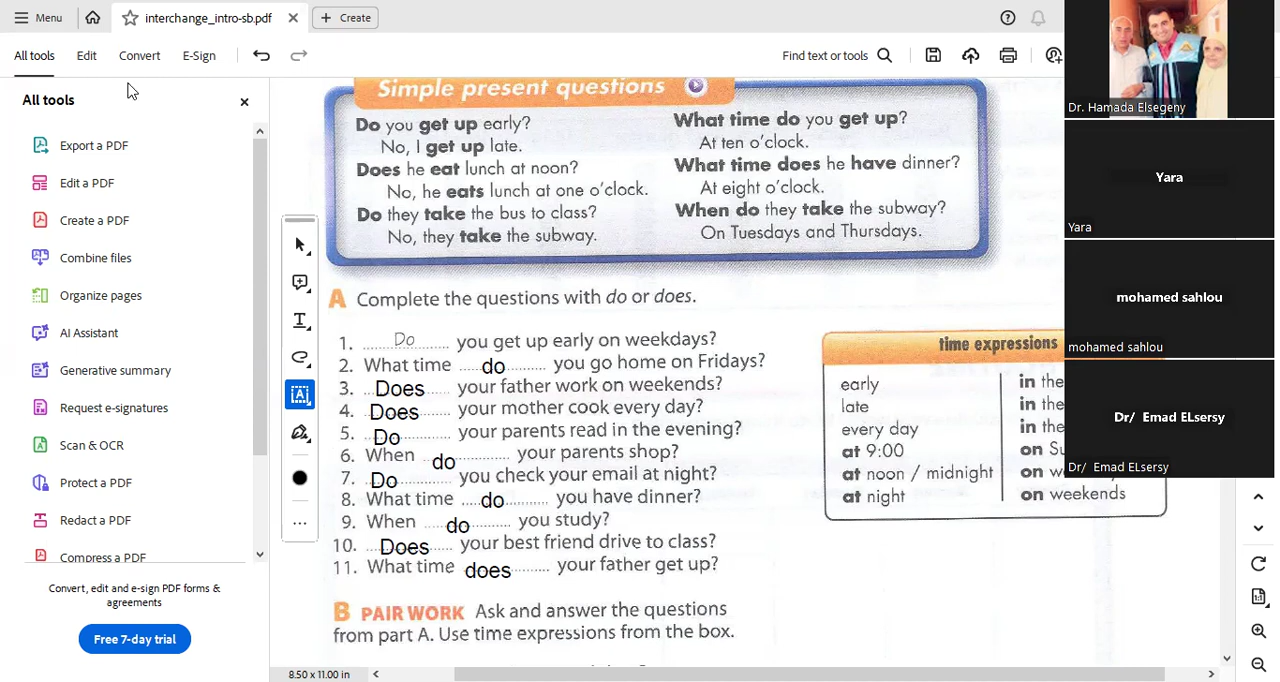 Menu
interchange_intro-sb.pdf
Create
All tools
Edit
Convert
E-Sign
Find text or tools
All tools
Export a PDF
Edit a PDF
Create a PDF
Combine files
Organize pages
AI Assistant
Generative summary
Request e-signatures
Scan & OCR
Protect a PDF
Redact a PDF
Compress a PDF
Convert, edit and e-sign PDF forms &
agreements
Free 7-day trial
Simple present questions
Do you get up early?
No, I get up late.
Does he eat lunch at noon?
No, he eats lunch at one o'clock.
Do they take the bus to class?
No, they take the subway.
What time do you get up?
At ten o'clock.
What time does he have dinner?
At eight o'clock.
When do they take the subway?
On Tuesdays and Thursdays.
A Complete the questions with do or does.
1. Do you get up early on weekdays?
2. What time do you go home on Fridays?
3. Does your father work on weekends?
4. Does your mother cook every day?
5. Do your parents read in the evening?
6. When do your parents shop?
7. Do you check your email at night?
8. What time do you have dinner?
9. When do you study?
10. Does your best friend drive to class?
11. What time does your father get up?
time expressions
early
late
every day
at 9:00
at noon / midnight
at night
in the
in the
in the
on
on
on weekends
B PAIR WORK Ask and answer the questions
from part A. Use time expressions from the box.
8.50 x 11.00 in
Dr. Hamada Elsegeny
Yara
Yara
mohamed sahlou
mohamed sahlou
Dr/ Emad ELsersy
Dr/ Emad ELsersy